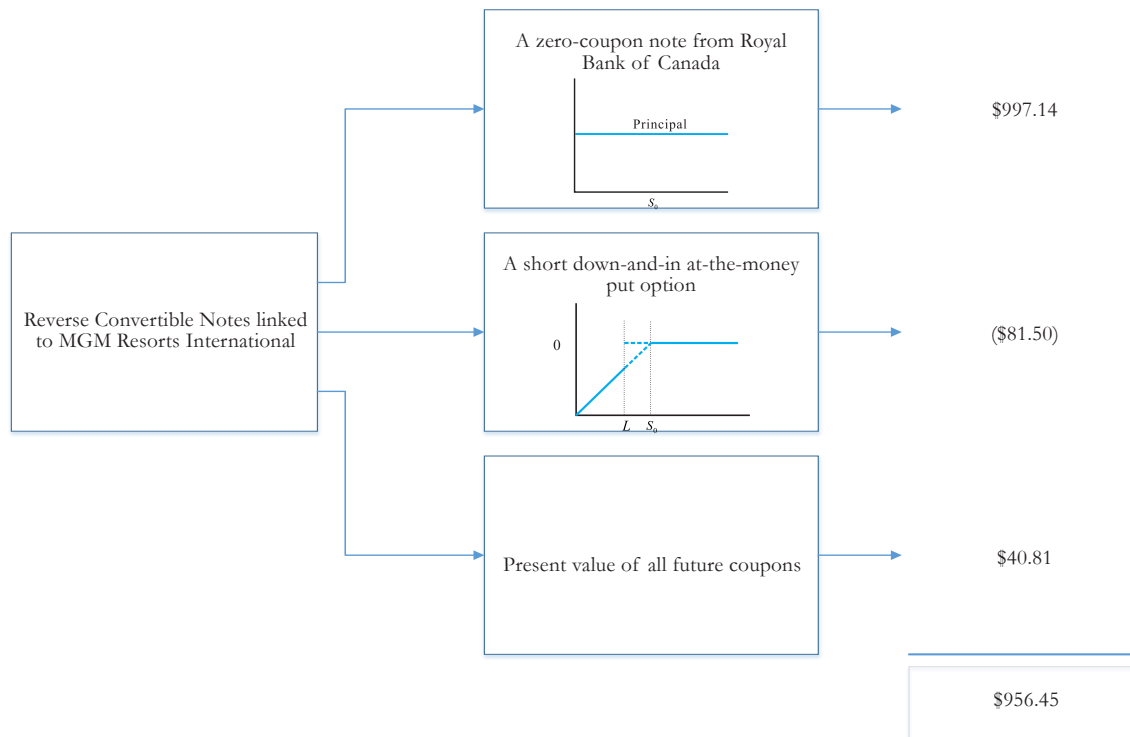 A zero-coupon note from Royal
Bank of Canada
Principal
S₀
$997.14
Reverse Convertible Notes linked
to MGM Resorts International
A short down-and-in at-the-money
put option
0
L S₀
($81.50)
Present value of all future coupons
$40.81
$956.45